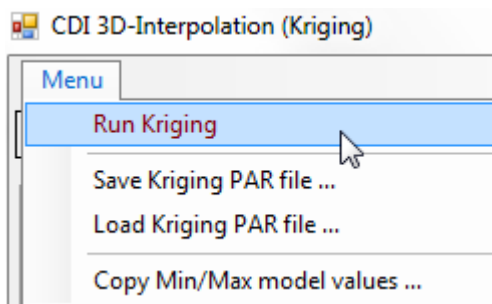 CDI 3D-Interpolation (Kriging)
Menu
Run Kriging
Save Kriging PAR file ...
Load Kriging PAR file ...
Copy Min/Max model values ...